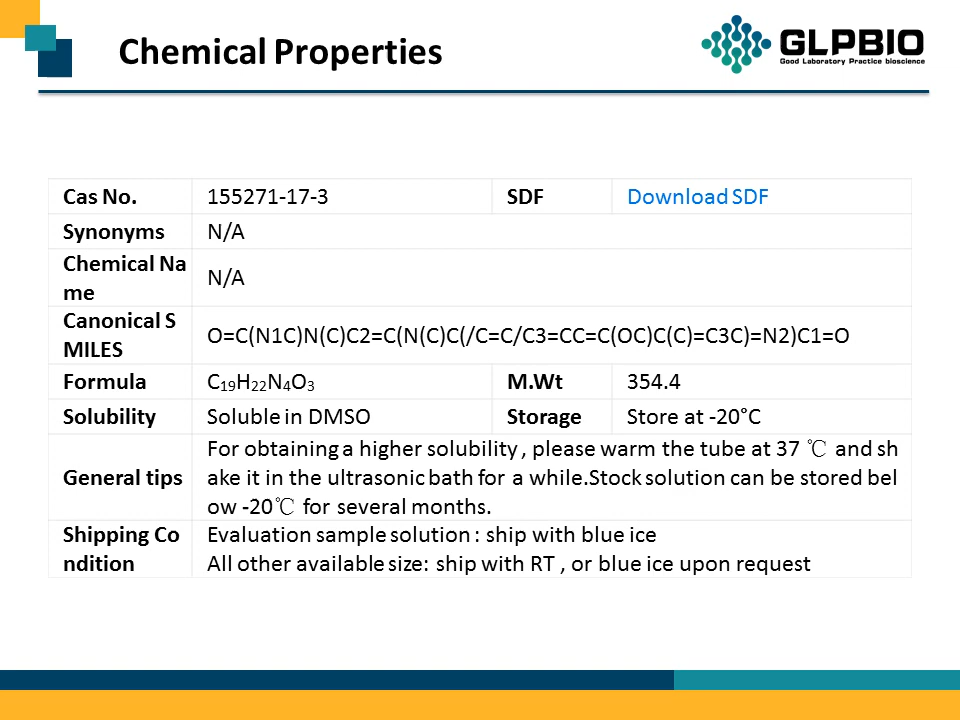 Chemical Properties
GLPBIO
Good Laboratory Practice bioscience
Cas No. 155271-17-3 SDF Download SDF
Synonyms N/A
Chemical Na
me N/A
Canonical S
MILES O=C(N1C)N(C)C2=C(N(C)C(/C=C/C3=CC=C(OC)C(C)=C3C)=N2)C1=O
Formula C₁₉H₂₂N₄O₃ M.Wt 354.4
Solubility Soluble in DMSO Storage Store at -20°C
General tips
For obtaining a higher solubility , please warm the tube at 37 ℃ and sh
ake it in the ultrasonic bath for a while.Stock solution can be stored bel
ow -20℃ for several months.
Shipping Co
ndition
Evaluation sample solution : ship with blue ice
All other available size: ship with RT , or blue ice upon request